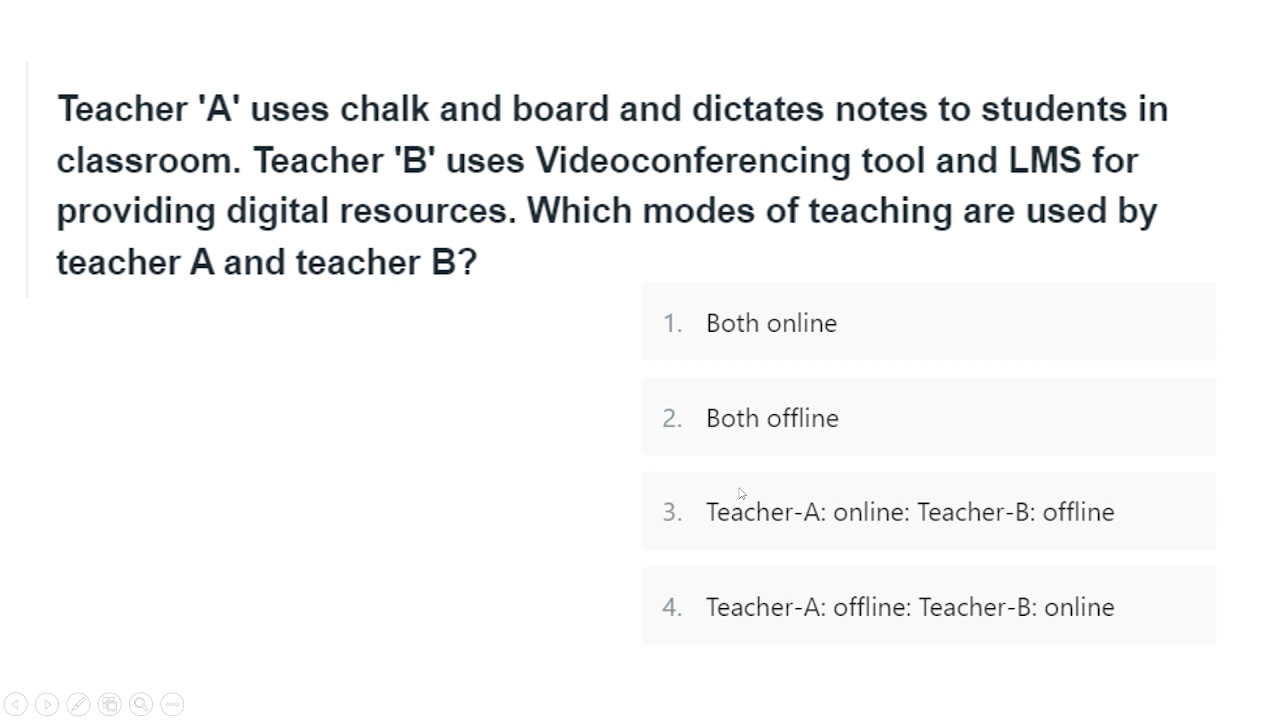 Teacher 'A' uses chalk and board and dictates notes to students in
classroom. Teacher 'B' uses Videoconferencing tool and LMS for
providing digital resources. Which modes of teaching are used by
teacher A and teacher B?
1. Both online
2. Both offline
3. Teacher-A: online: Teacher-B: offline
4. Teacher-A: offline: Teacher-B: online